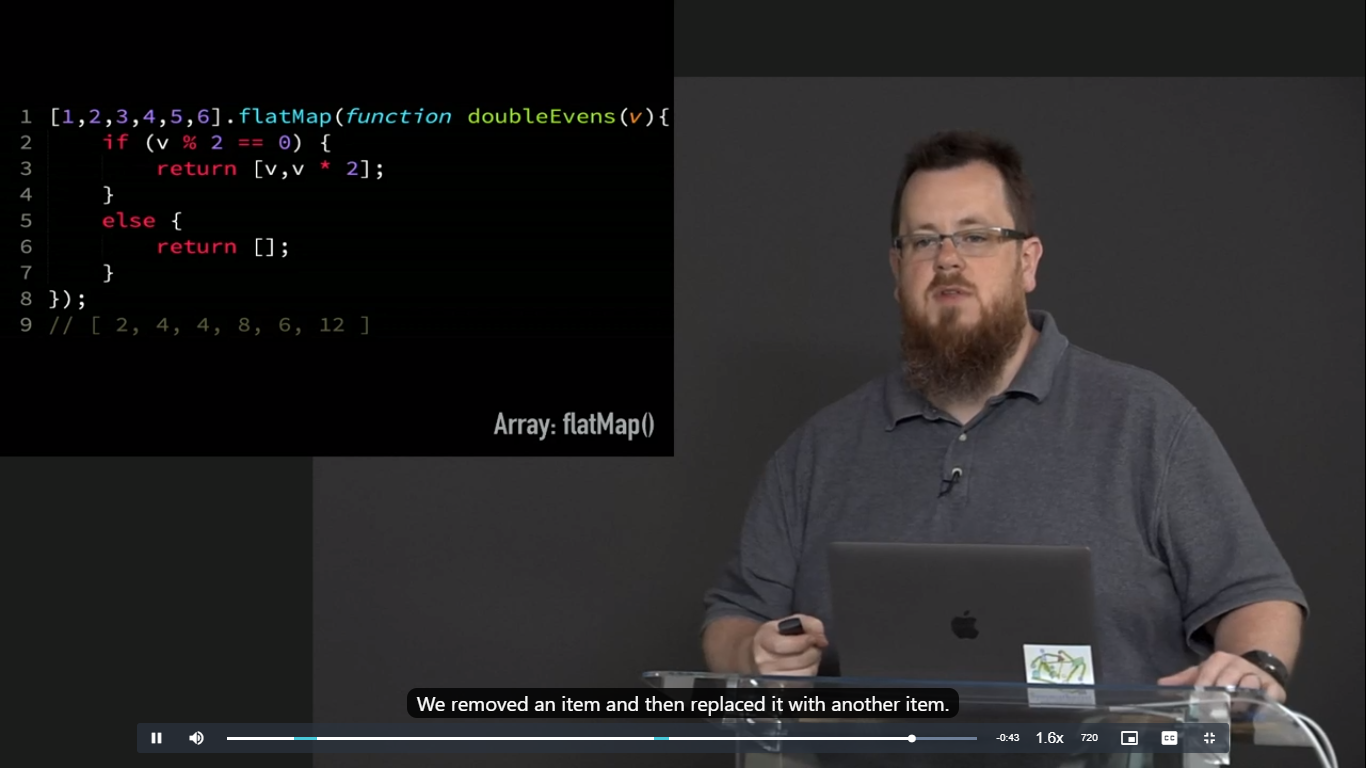 1 [1,2,3,4,5,6].flatMap(function doubleEvens(v){
2     if (v % 2 == 0) {
3         return [v,v * 2];
4     }
5     else {
6         return [];
7     }
8 });
9 // [ 2, 4, 4, 8, 6, 12 ]
Array: flatMap()
We removed an item and then replaced it with another item.
-0:43 1.6x 720 CC